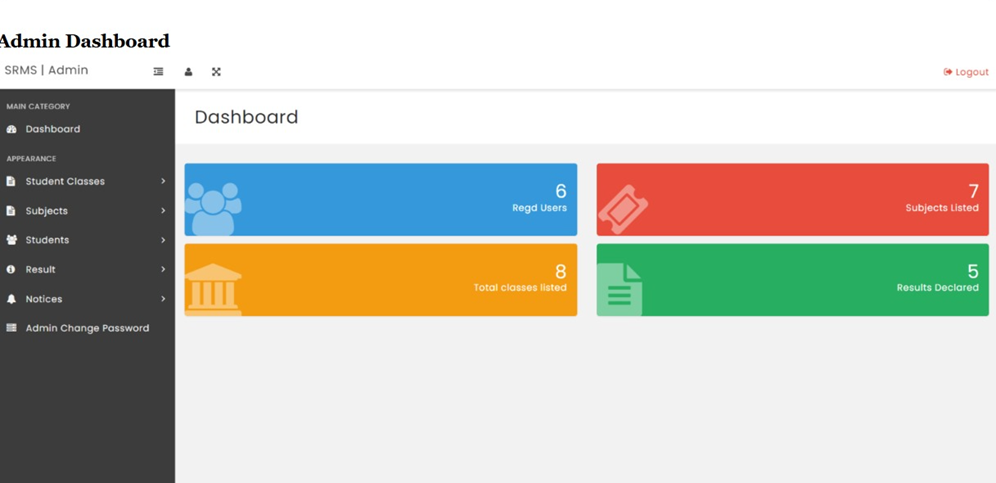 Admin Dashboard
SRMS | Admin
Logout
MAIN CATEGORY
Dashboard
APPEARANCE
Student Classes
Subjects
Students
Result
Notices
Admin Change Password
Dashboard
6
Regd Users
7
Subjects Listed
8
Total classes listed
5
Results Declared